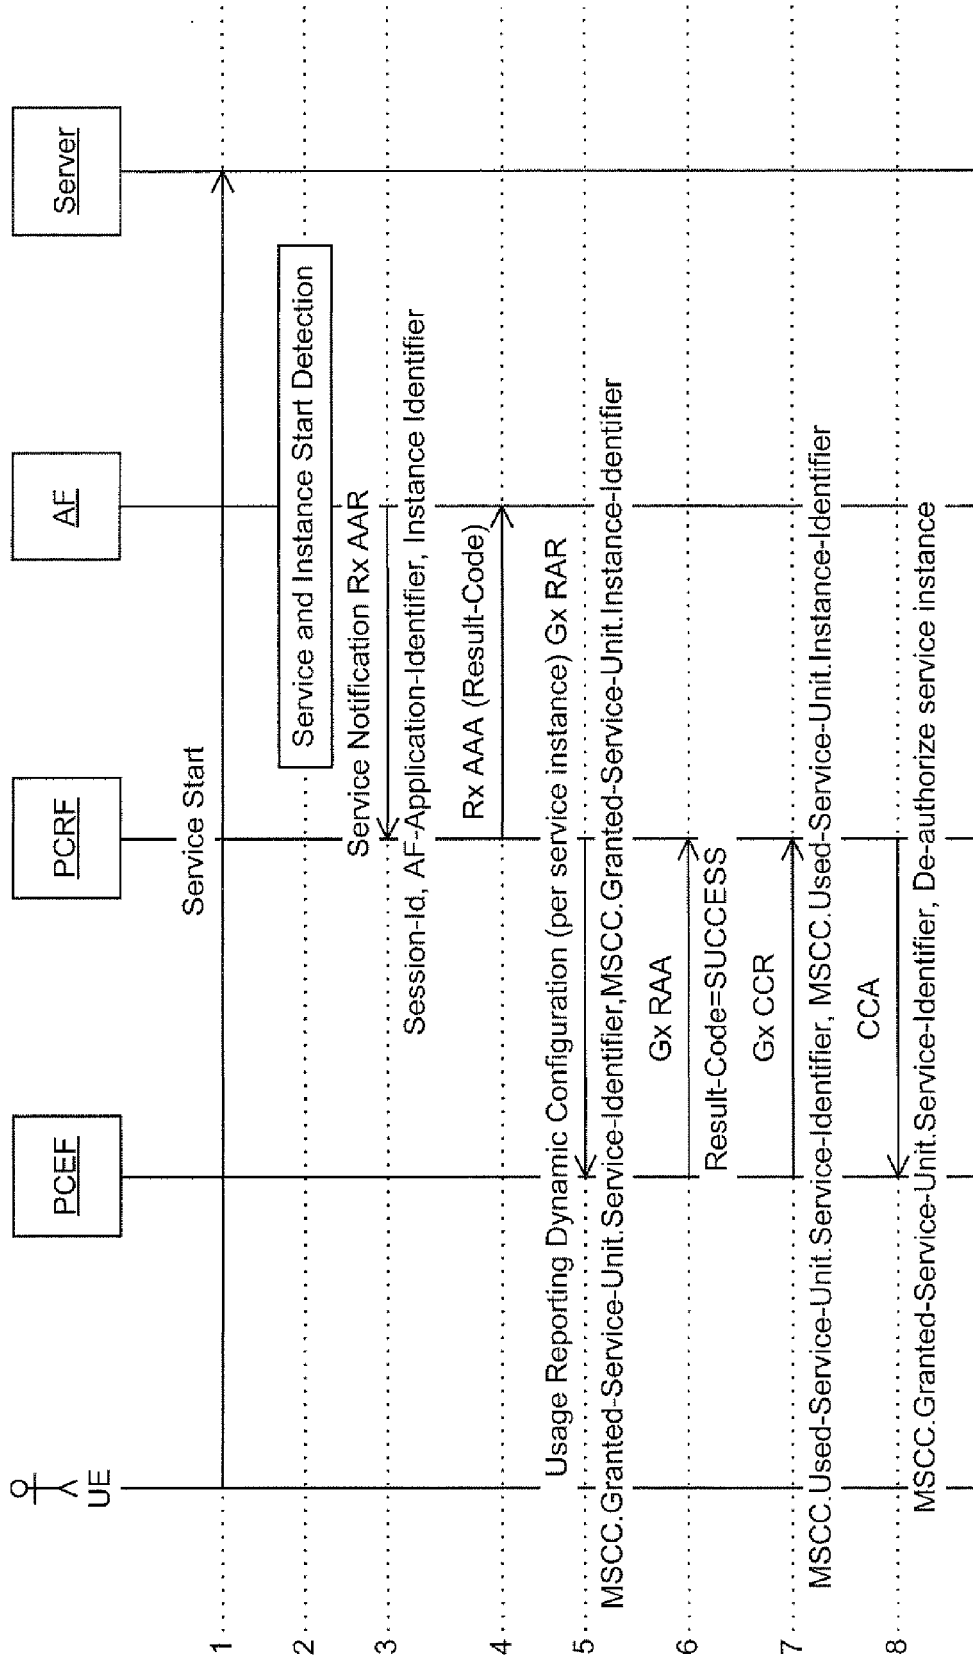 UE
PCEF
PCRF
AF
Server
1
Service Start
2
Service and Instance Start Detection
3
Service Notification Rx AAR
Session-Id, AF-Application-Identifier, Instance Identifier
4
Rx AAA (Result-Code)
5
Usage Reporting Dynamic Configuration (per service instance) Gx RAR
MSCC.Granted-Service-Unit.Service-Identifier,MSCC.Granted-Service-Unit.Instance-Identifier
6
Gx RAA
Result-Code=SUCCESS
7
Gx CCR
MSCC.Used-Service-Unit.Service-Identifier, MSCC.Used-Service-Unit.Instance-Identifier
8
CCA
MSCC.Granted-Service-Unit.Service-Identifier, De-authorize service instance